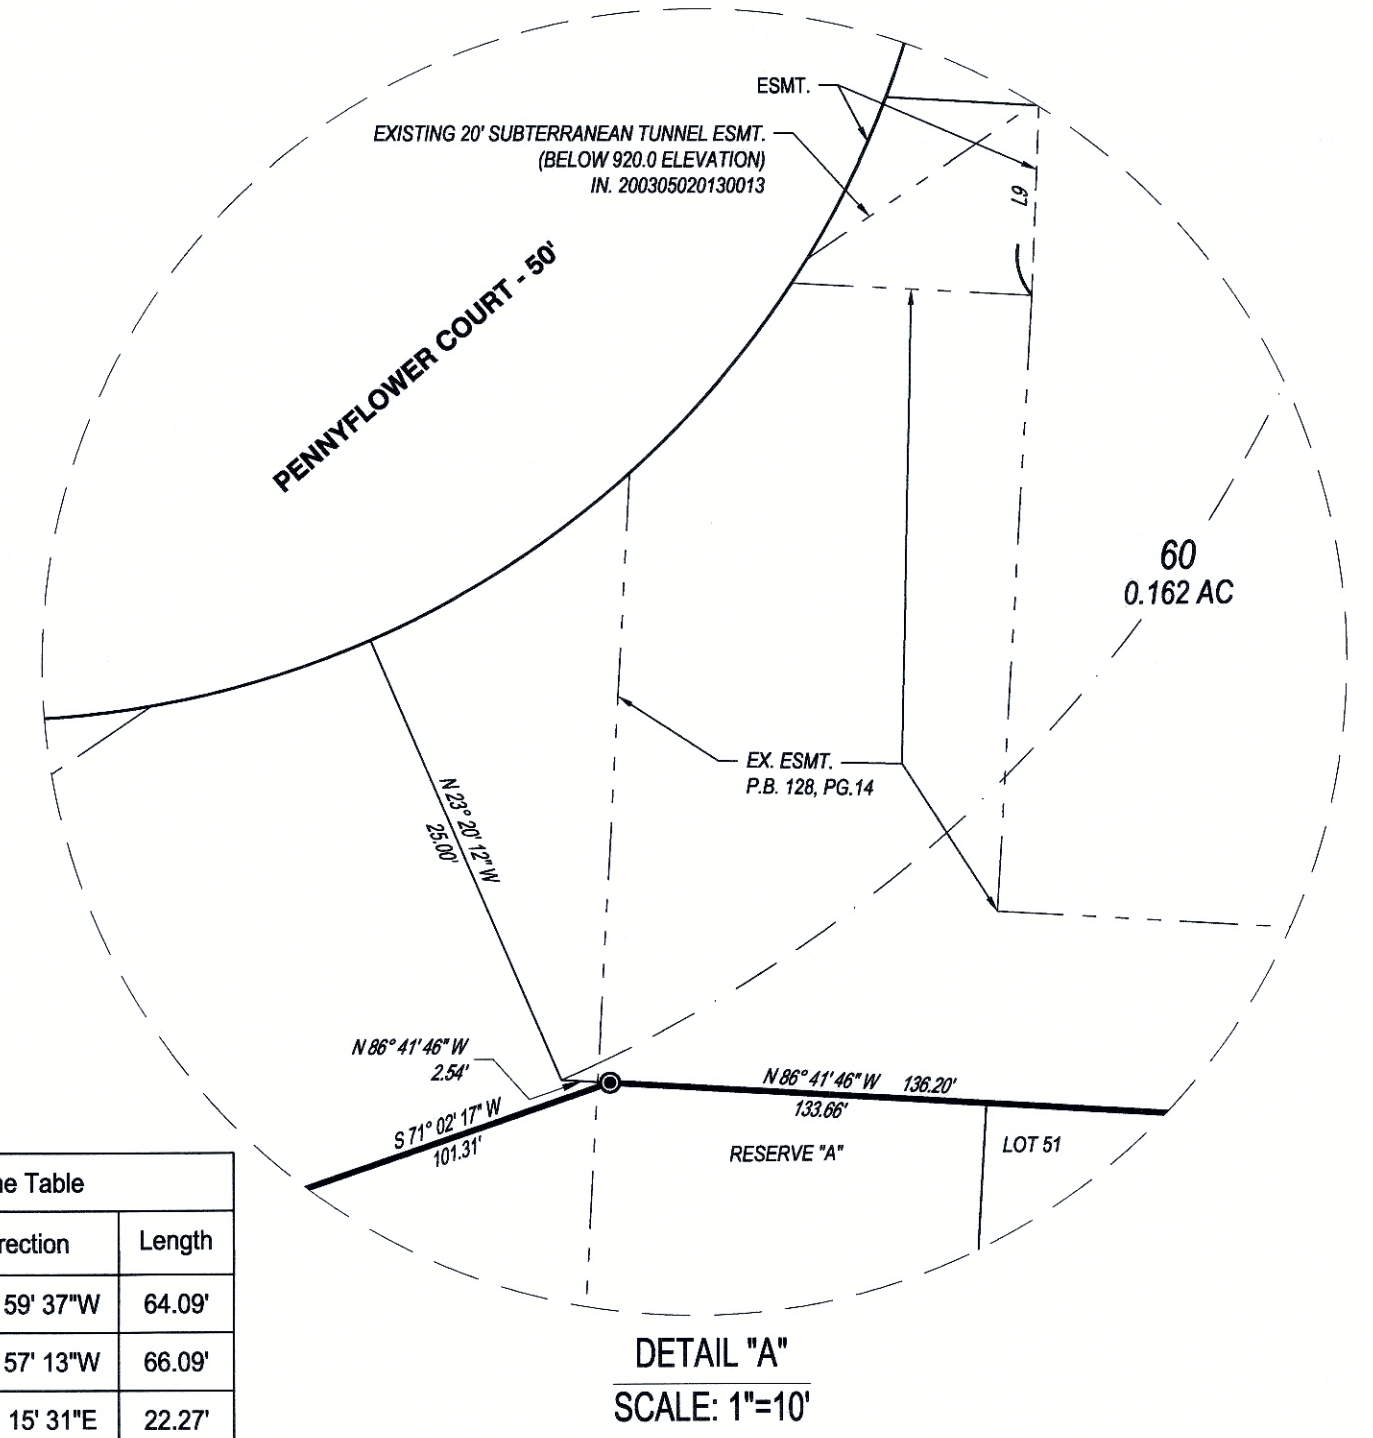 ESMT.
EXISTING 20' SUBTERRANEAN TUNNEL ESMT.
(BELOW 920.0 ELEVATION)
IN. 200305020130013
L9
PENNYFLOWER COURT - 50'
60
0.162 AC
EX. ESMT.
P.B. 128, PG.14
N 23° 20' 12" W
25.00'
N 86° 41' 46" W
2.54'
N 86° 41' 46" W 136.20'
133.66'
S 71° 02' 17" W
101.31'
RESERVE "A"
LOT 51
ne Table
rection Length
59' 37"W 64.09'
57' 13"W 66.09'
15' 31"E 22.27'
DETAIL "A"
SCALE: 1"=10'